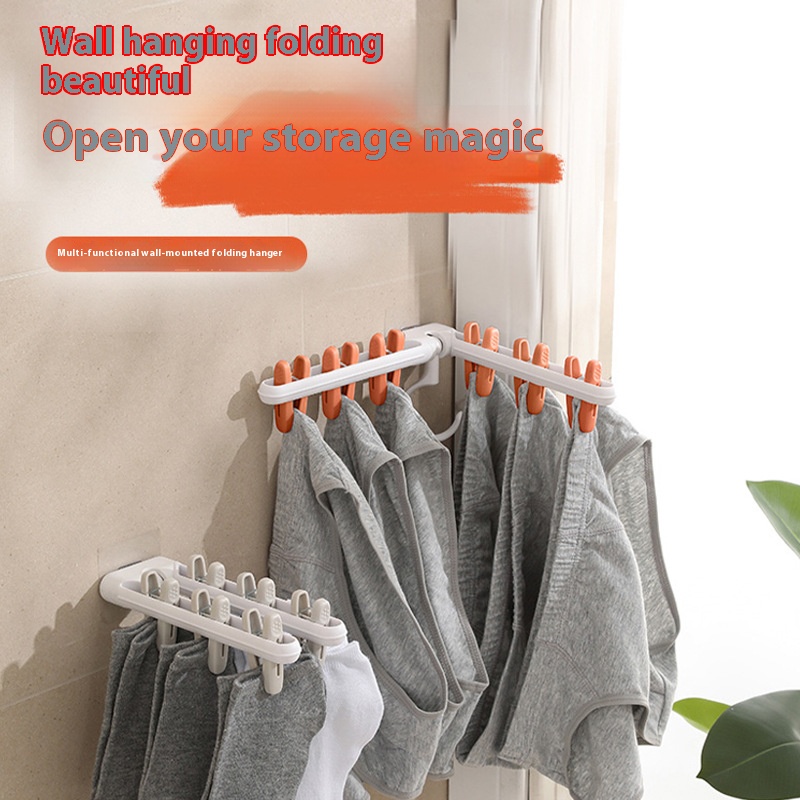 Wall hanging folding
beautiful
Open your storage magic
Multi-functional wall-mounted folding hanger